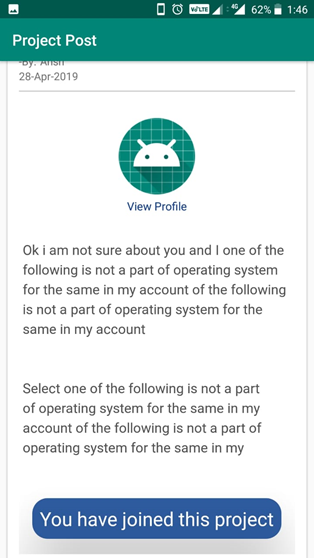 VoLTE 4G 62% 1:46
Project Post
-By: Arish
28-Apr-2019
View Profile
Ok i am not sure about you and I one of the
following is not a part of operating system
for the same in my account of the following
is not a part of operating system for the
same in my account
Select one of the following is not a part
of operating system for the same in my
account of the following is not a part of
operating system for the same in my
You have joined this project